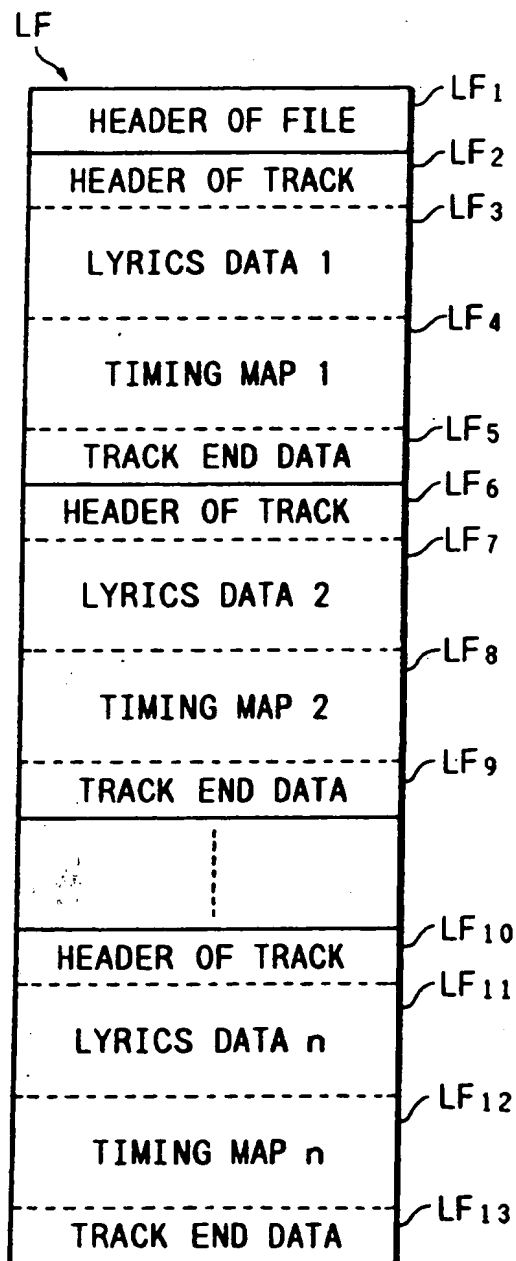 LF
HEADER OF FILE LF1
HEADER OF TRACK LF2
LF3
LYRICS DATA 1
LF4
TIMING MAP 1
LF5
TRACK END DATA
LF6
HEADER OF TRACK
LF7
LYRICS DATA 2
LF8
TIMING MAP 2
LF9
TRACK END DATA
LF10
HEADER OF TRACK
LF11
LYRICS DATA n
LF12
TIMING MAP n
LF13
TRACK END DATA